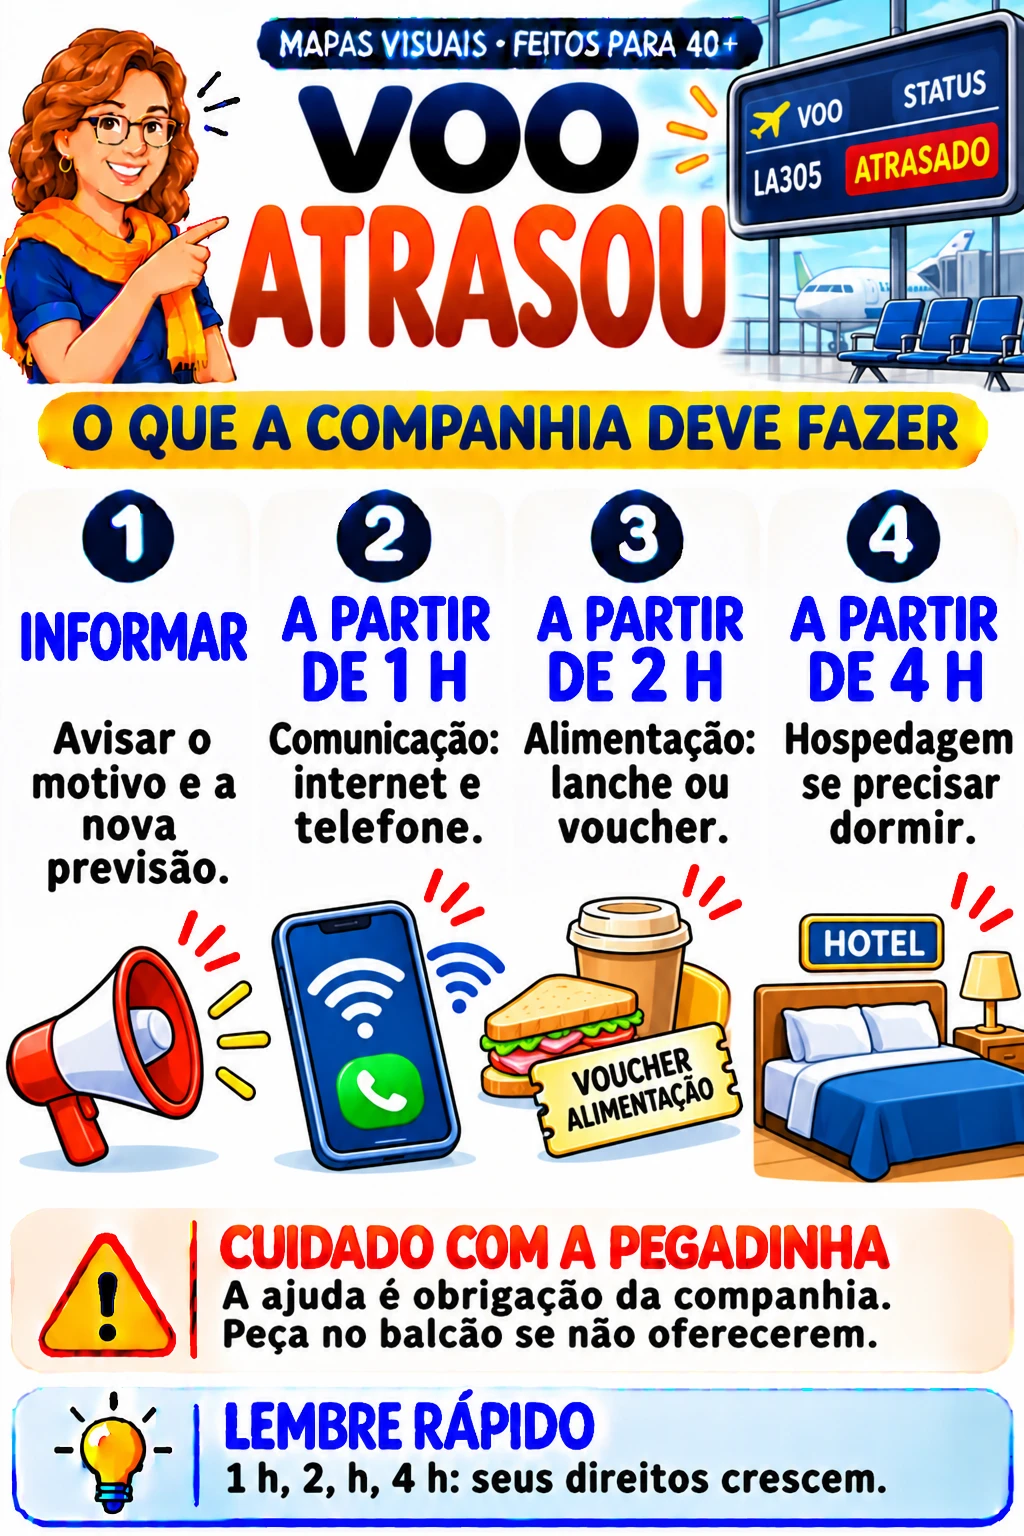 MAPAS VISUAIS • FEITOS PARA 40+
VOO
ATRASOU
VOO STATUS
LA305 ATRASADO
O QUE A COMPANHIA DEVE FAZER
1
INFORMAR
Avisar o
motivo e a
nova
previsão.
2
A PARTIR
DE 1 H
Comunicação:
internet e
telefone.
3
A PARTIR
DE 2 H
Alimentação:
lanche ou
voucher.
VOUCHER
ALIMENTAÇÃO
4
A PARTIR
DE 4 H
Hospedagem
se precisar
dormir.
HOTEL
CUIDADO COM A PEGADINHA
A ajuda é obrigação da companhia.
Peça no balcão se não oferecerem.
LEMBRE RÁPIDO
1 h, 2, h, 4 h: seus direitos crescem.